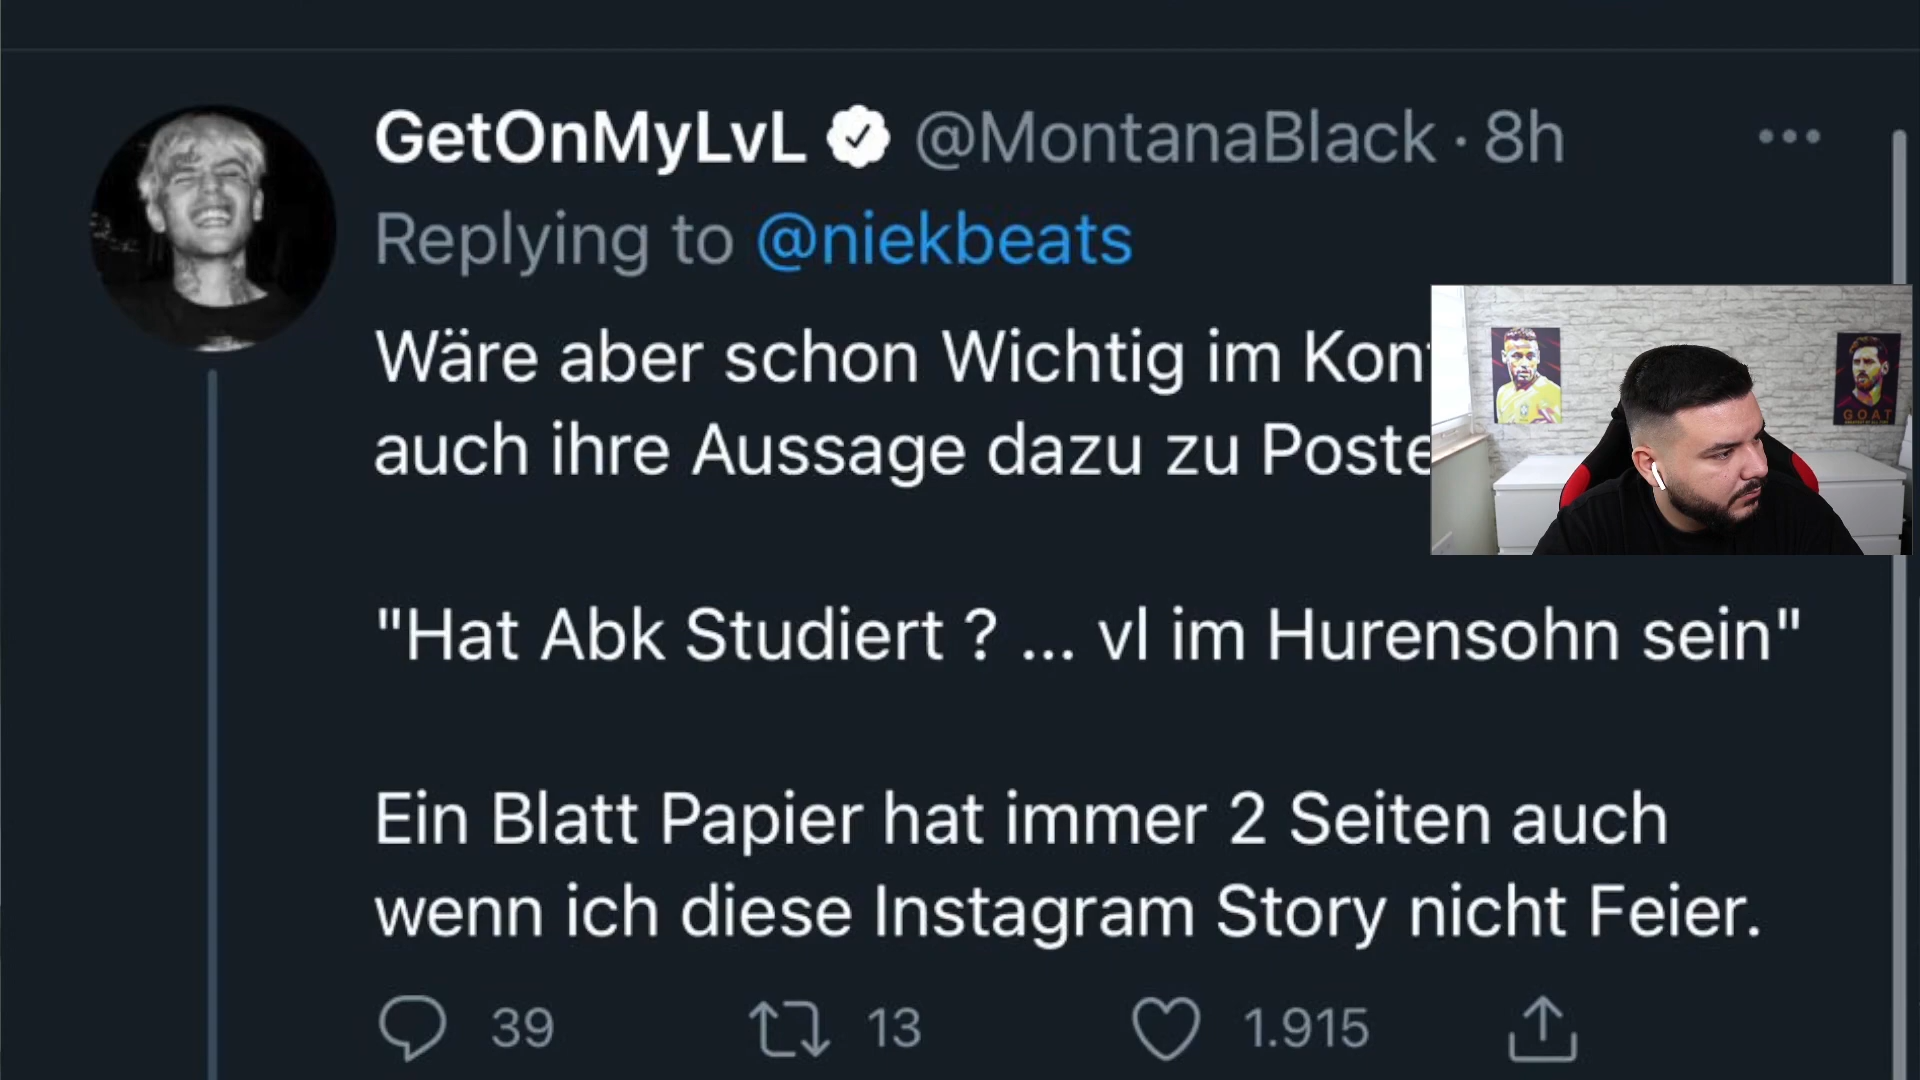 GetOnMyLvL @MontanaBlack · 8h
Replying to @niekbeats
Wäre aber schon Wichtig im
auch ihre Aussage dazu zu
"Hat Abk Studiert ? ... vl im Hurensohn sein"
Ein Blatt Papier hat immer 2 Seiten auch
wenn ich diese Instagram Story nicht Feier.
39 13 1.915
GOAT